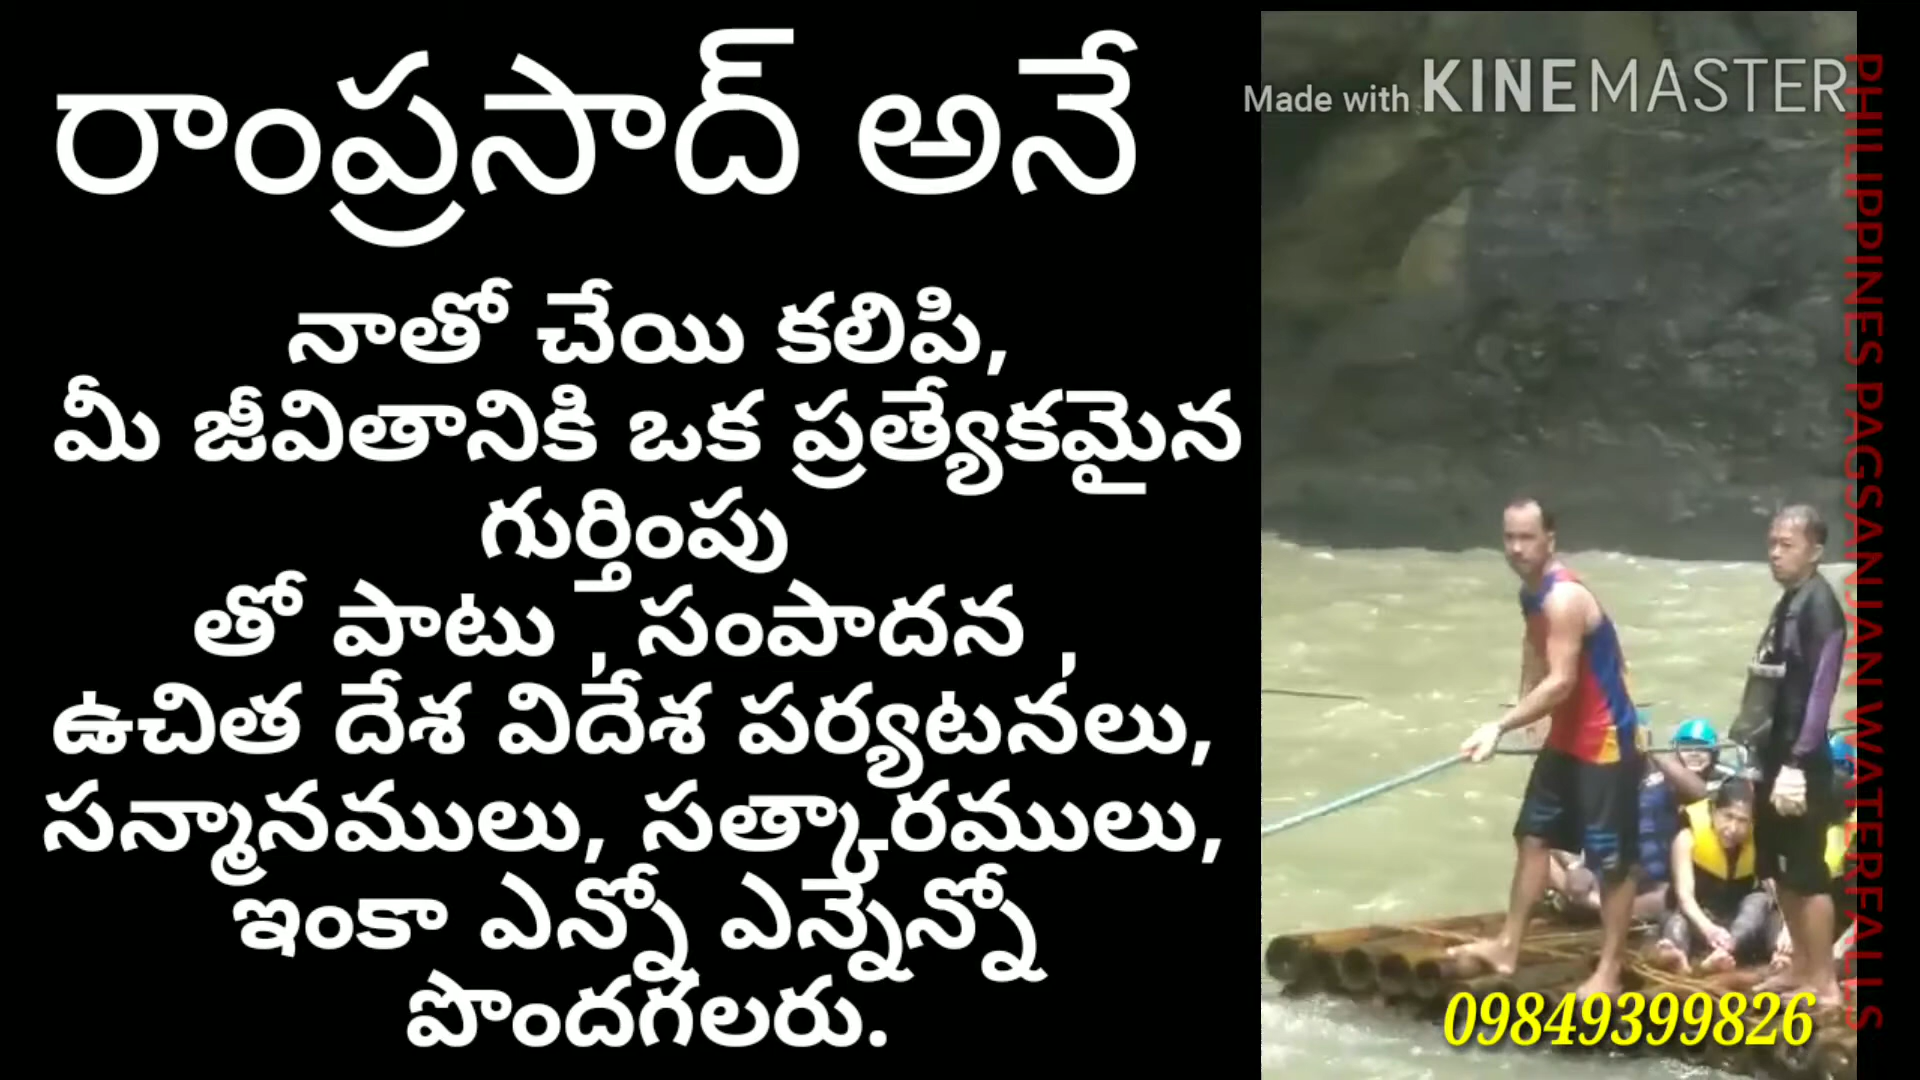 రాంప్రసాద్ అనే
నాతో చేయి కలిపి,
మీ జీవితానికి ఒక ప్రత్యేకమైన
గుర్తింపు
తో పాటు , సంపాదన ,
ఉచిత దేశ విదేశ పర్యటనలు,
సన్మానములు, సత్కారములు,
ఇంకా ఎన్నో ఎన్నెన్నో
పొందగలరు.
Made with KINEMASTER
PHILIPPINES PAGSANJAN WATERFALLS
09849399826